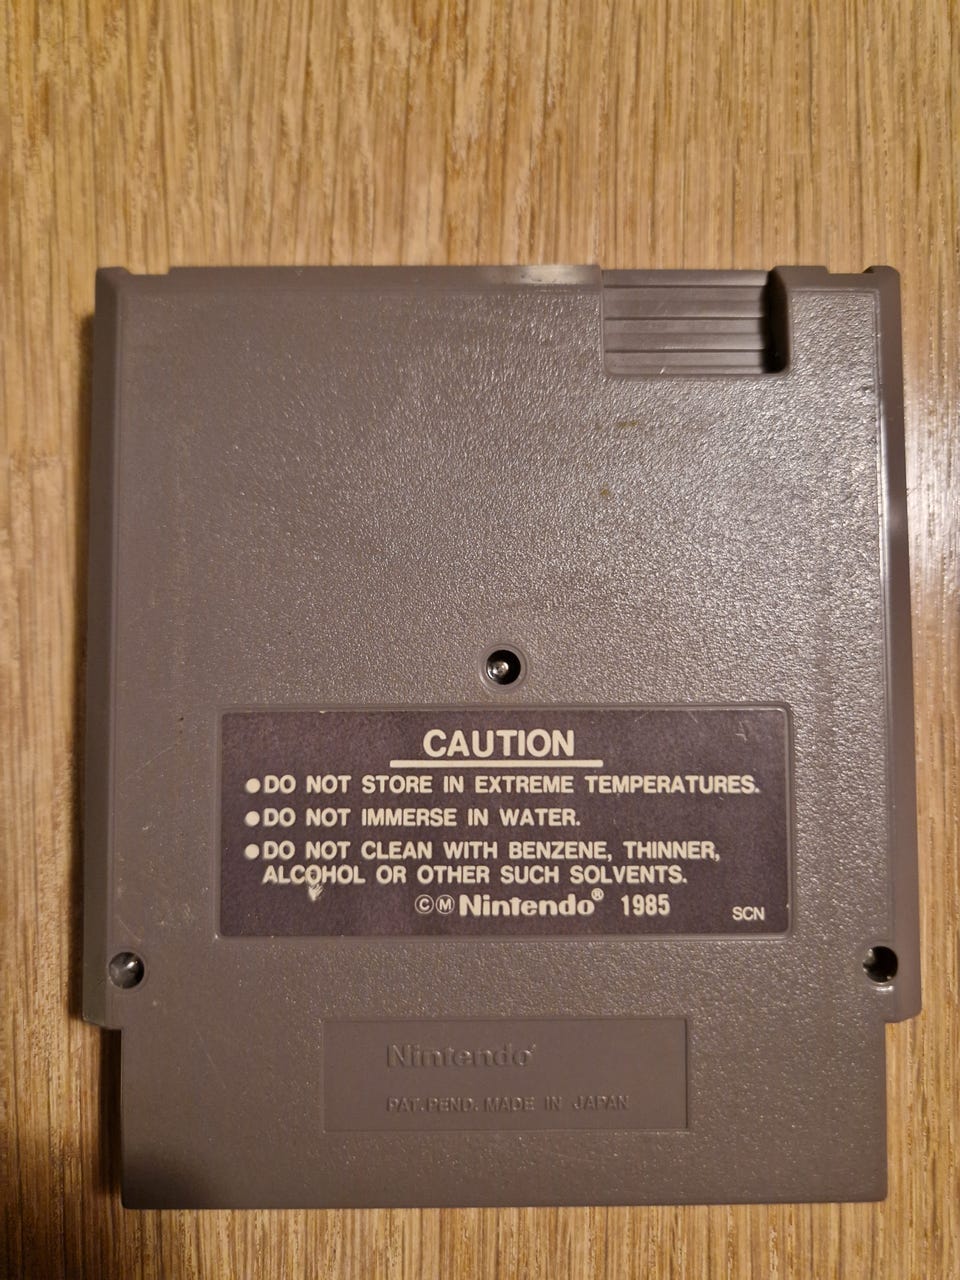 CAUTION
●DO NOT STORE IN EXTREME TEMPERATURES.
●DO NOT IMMERSE IN WATER.
●DO NOT CLEAN WITH BENZENE, THINNER,
ALCOHOL OR OTHER SUCH SOLVENTS.
©Ⓜ Nintendo® 1985
SCN
Nintendo®
PAT.PEND. MADE IN JAPAN